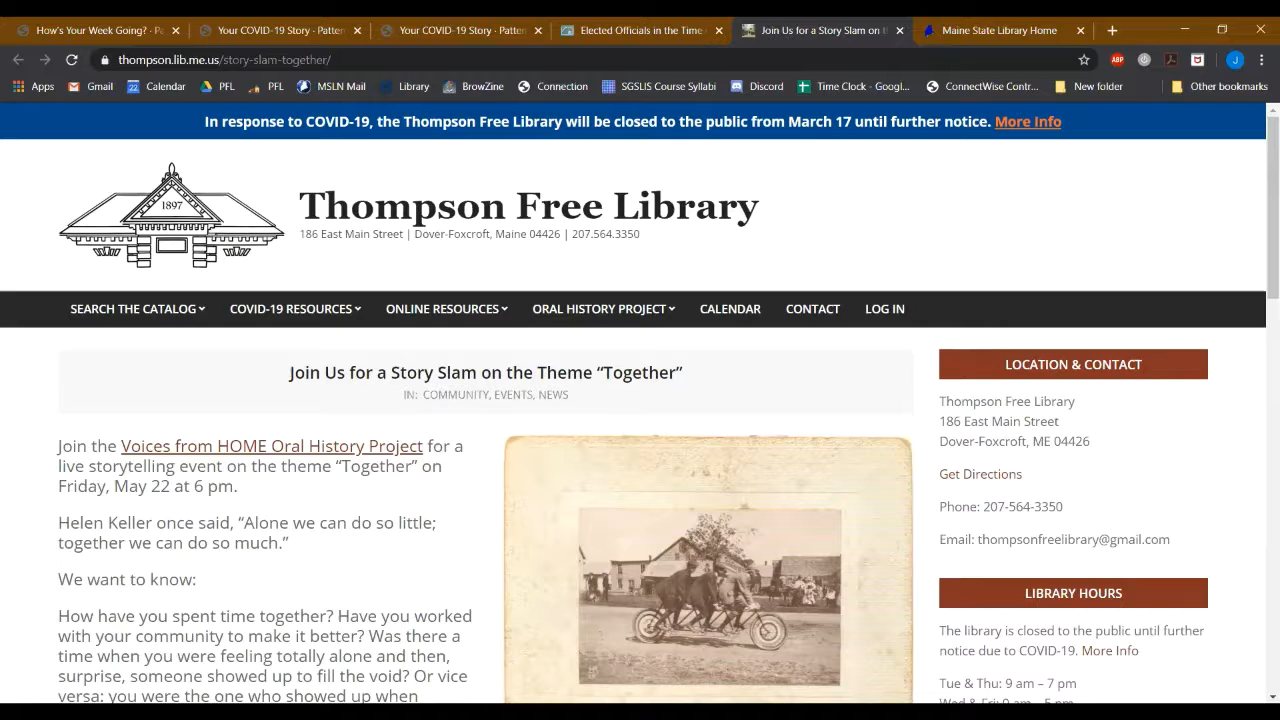 How's Your Week Going? - Pa
Your COVID-19 Story - Patten
Your COVID-19 Story - Patten
Elected Officials in the Time
Join Us for a Story Slam on th
Maine State Library Home
thompson.lib.me.us/story-slam-together/
ABP
J
Apps
Gmail
22
Calendar
PFL
PFL
MSLN Mail
Library
BrowZine
Connection
SGSLIS Course Syllabi
Discord
Time Clock - Googl...
ConnectWise Contr...
New folder
Other bookmarks
In response to COVID-19, the Thompson Free Library will be closed to the public from March 17 until further notice. More Info
1897
Thompson Free Library
186 East Main Street | Dover-Foxcroft, Maine 04426 | 207.564.3350
SEARCH THE CATALOG
COVID-19 RESOURCES
ONLINE RESOURCES
ORAL HISTORY PROJECT
CALENDAR
CONTACT
LOG IN
Join Us for a Story Slam on the Theme “Together”
IN: COMMUNITY, EVENTS, NEWS
Join the Voices from HOME Oral History Project for a
live storytelling event on the theme “Together” on
Friday, May 22 at 6 pm.
Helen Keller once said, “Alone we can do so little;
together we can do so much.”
We want to know:
How have you spent time together? Have you worked
with your community to make it better? Was there a
time when you were feeling totally alone and then,
surprise, someone showed up to fill the void? Or vice
versa: you were the one who showed up when
LOCATION & CONTACT
Thompson Free Library
186 East Main Street
Dover-Foxcroft, ME 04426
Get Directions
Phone: 207-564-3350
Email: thompsonfreelibrary@gmail.com
LIBRARY HOURS
The library is closed to the public until further
notice due to COVID-19. More Info
Tue & Thu: 9 am – 7 pm
Wed & Fri: 9 am – 5 pm